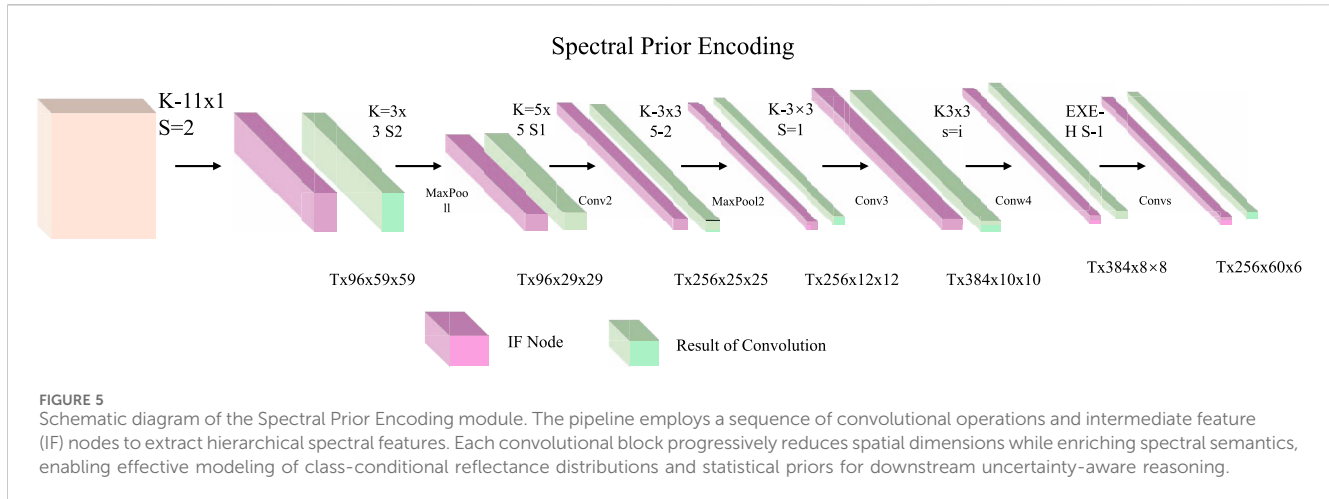 Spectral Prior Encoding
K-11x1
S=2
K=3x
3 S2
MaxPoo
ll
K=5x
5 S1
Conv2
K-3x3
5-2
MaxPool2
K-3×3
S=1
Conv3
K3x3
s=i
Conw4
EXE-
H S-1
Convs
Tx96x59x59
Tx96x29x29
Tx256x25x25
Tx256x12x12
Tx384x10x10
Tx384x8×8
Tx256x60x6
IF Node
Result of Convolution
FIGURE 5
Schematic diagram of the Spectral Prior Encoding module. The pipeline employs a sequence of convolutional operations and intermediate feature
(IF) nodes to extract hierarchical spectral features. Each convolutional block progressively reduces spatial dimensions while enriching spectral semantics,
enabling effective modeling of class-conditional reflectance distributions and statistical priors for downstream uncertainty-aware reasoning.